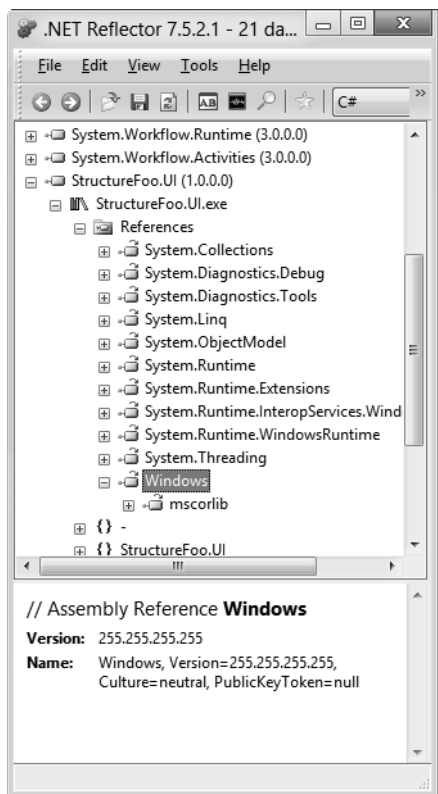 .NET Reflector 7.5.2.1 - 21 da...
File Edit View Tools Help
C#
System.Workflow.Runtime (3.0.0.0)
System.Workflow.Activities (3.0.0.0)
StructureFoo.UI (1.0.0.0)
StructureFoo.UI.exe
References
System.Collections
System.Diagnostics.Debug
System.Diagnostics.Tools
System.Linq
System.ObjectModel
System.Runtime
System.Runtime.Extensions
System.Runtime.InteropServices.Wind
System.Runtime.WindowsRuntime
System.Threading
Windows
mscorlib
{} -
{} StructureFoo.UI
// Assembly Reference Windows
Version: 255.255.255.255
Name: Windows, Version=255.255.255.255,
Culture=neutral, PublicKeyToken=null